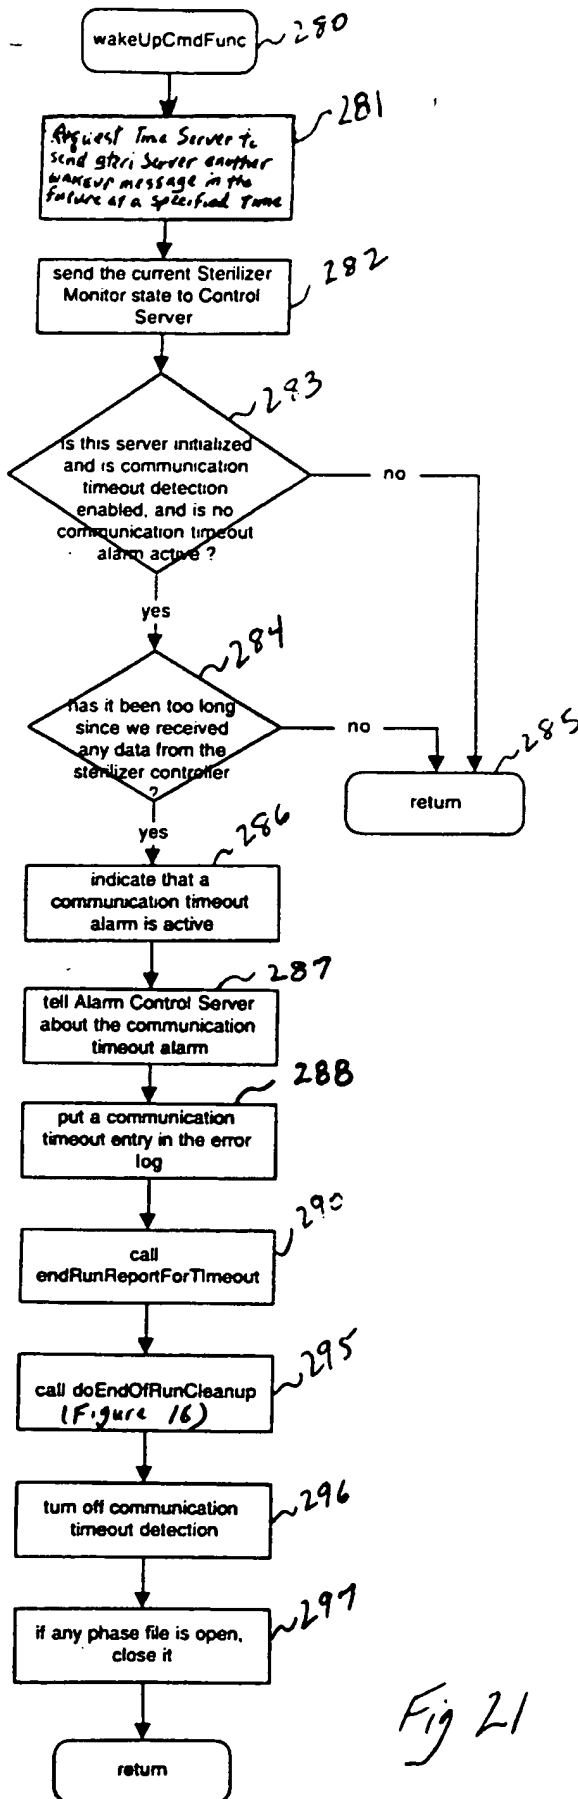 wakeUpCmdFunc
280
281
Request Time Server to
send steri Server another
wakeup message in the
future at a specified time
282
send the current Sterilizer
Monitor state to Control
Server
293
is this server initialized
and is communication
timeout detection
enabled, and is no
communication timeout
alarm active ?
no
yes
284
has it been too long
since we received
any data from the
sterilizer controller
?
no
285
return
yes
286
indicate that a
communication timeout
alarm is active
287
tell Alarm Control Server
about the communication
timeout alarm
288
put a communication
timeout entry in the error
log
290
call
endRunReportForTImeout
295
call doEndOfRunCleanup
(Figure 16)
296
turn off communication
timeout detection
297
if any phase file is open,
close it
return
Fig 21